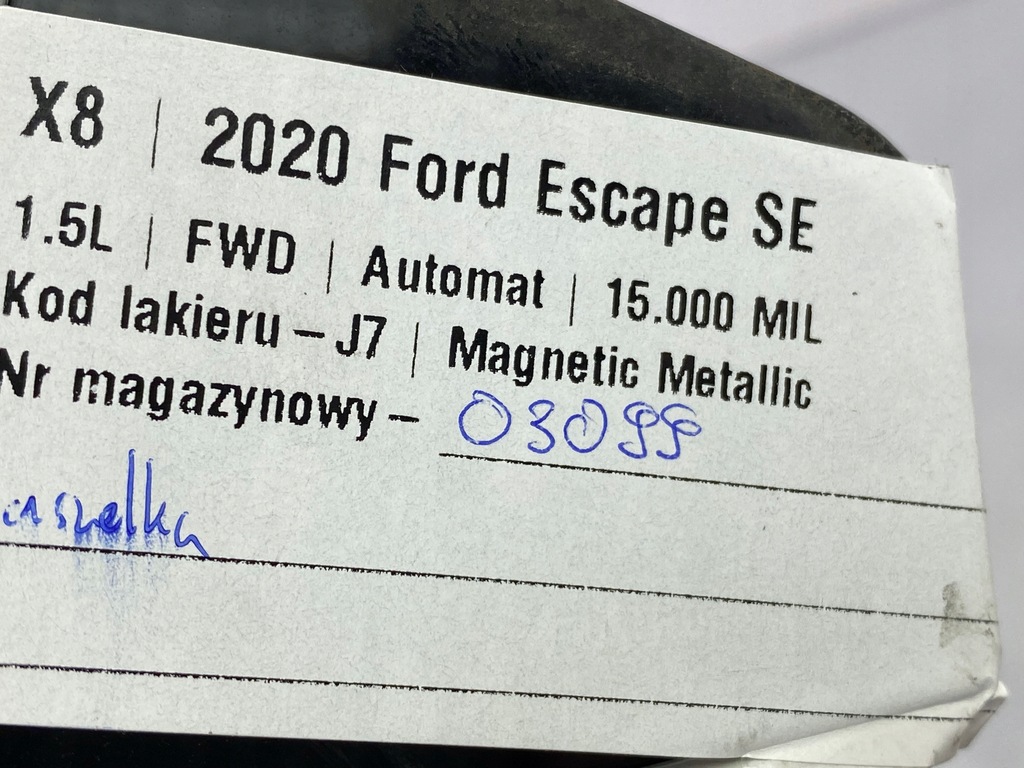 X8 | 2020 Ford Escape SE
1.5L | FWD | Automat | 15.000 MIL
Kod lakieru – J7 | Magnetic Metallic
Nr magazynowy – 03099